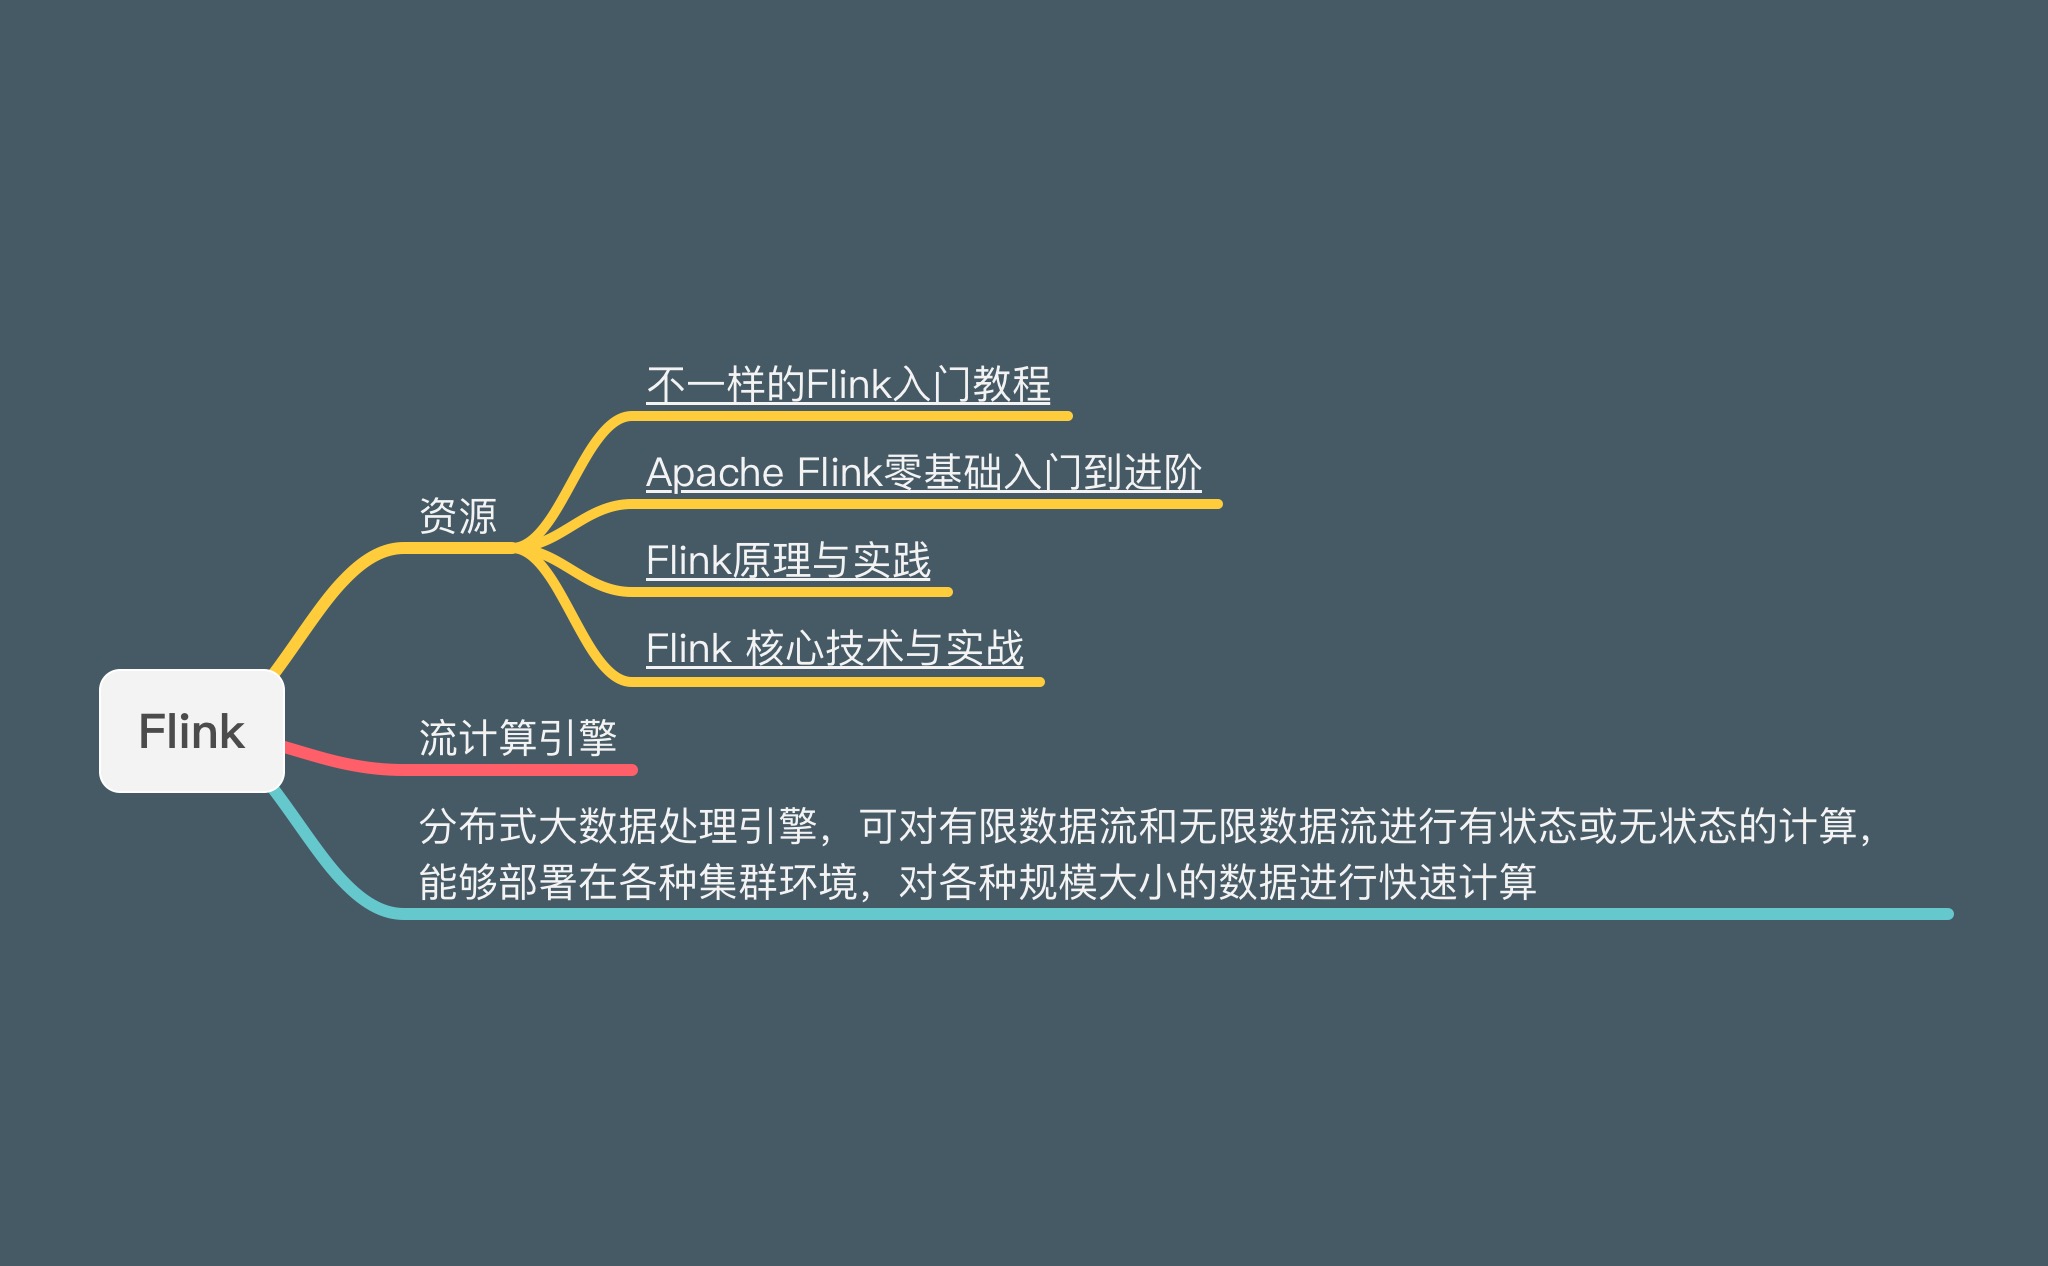 不一样的Flink入门教程
Apache Flink零基础入门到进阶
资源
Flink原理与实践
Flink 核心技术与实战
Flink
流计算引擎
分布式大数据处理引擎，可对有限数据流和无限数据流进行有状态或无状态的计算，
能够部署在各种集群环境，对各种规模大小的数据进行快速计算